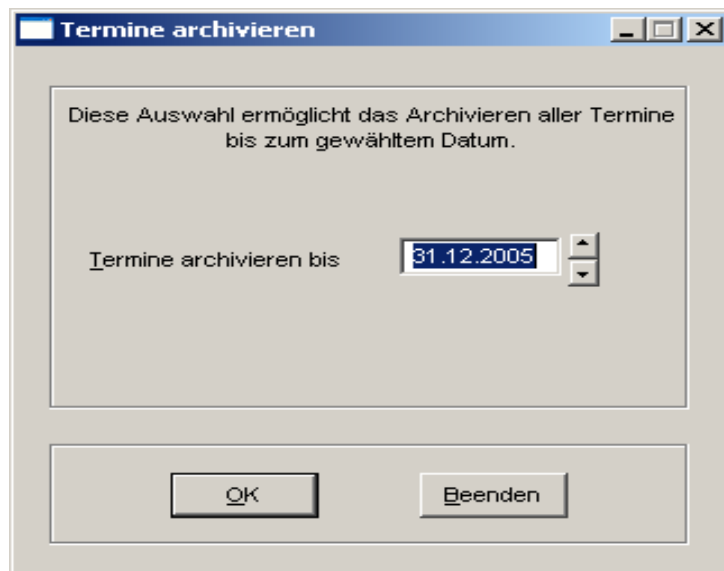 Termine archivieren
Diese Auswahl ermöglicht das Archivieren aller Termine
bis zum gewähltem Datum.
Termine archivieren bis
31.12.2005
OK
Beenden